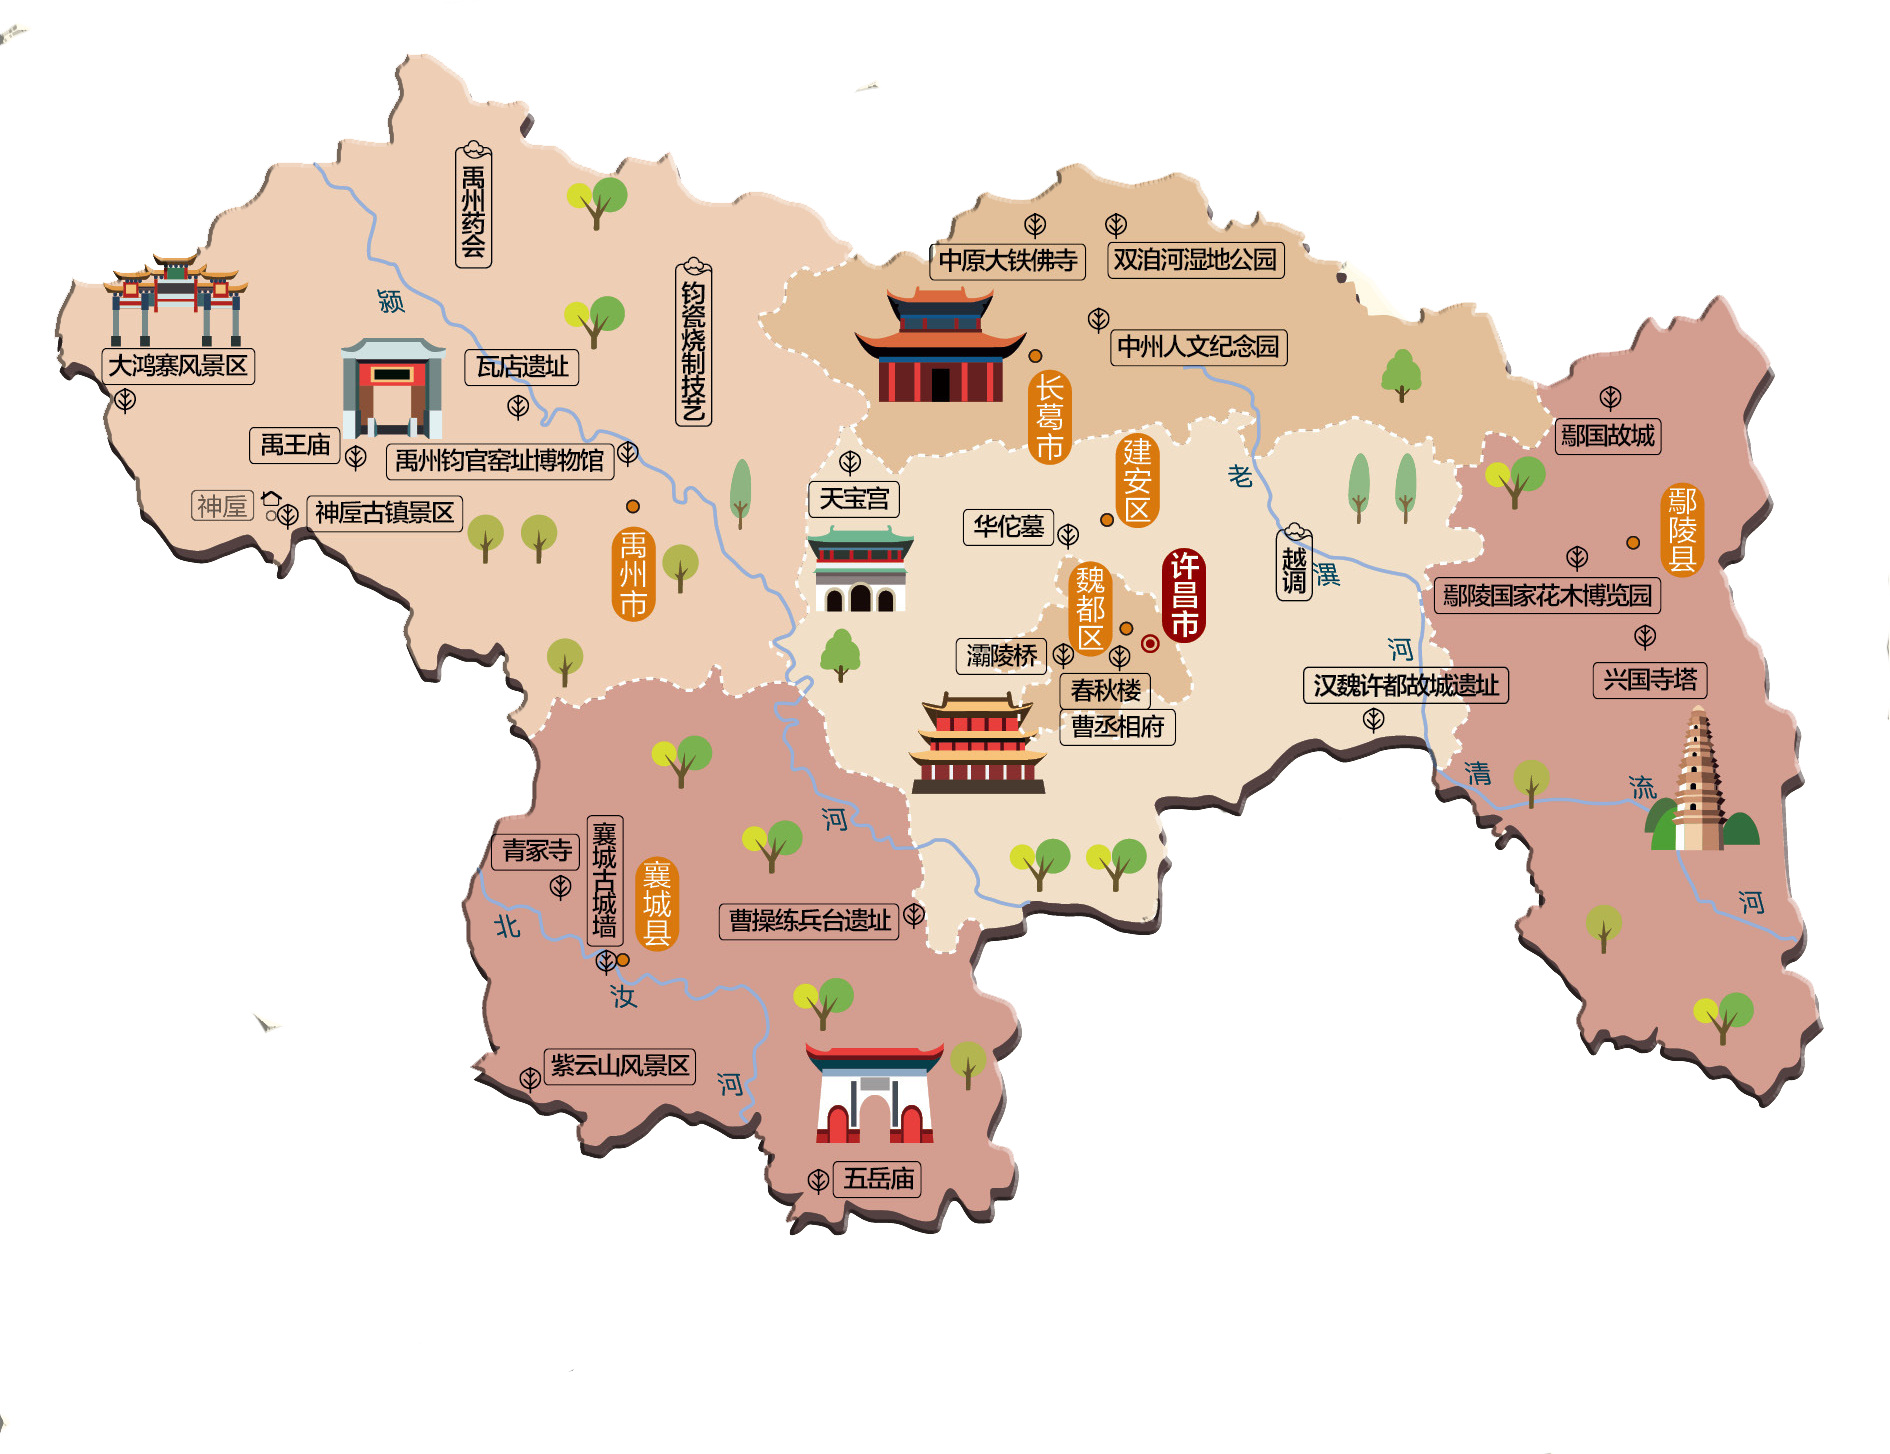 禹州药会
中原大铁佛寺
双洎河湿地公园
颍
钧瓷烧制技艺
中州人文纪念园
大鸿寨风景区
瓦店遗址
长葛市
禹王庙
禹州钧官窑址博物馆
建安区
鄢国故城
老
天宝宫
神垕
神垕古镇景区
华佗墓
鄢陵县
禹州市
魏都区
许昌市
越调
潩
鄢陵国家花木博览园
灞陵桥
河
春秋楼
汉魏许都故城遗址
兴国寺塔
曹丞相府
清
流
河
河
青冢寺
襄城古城墙
襄城县
曹操练兵台遗址
北
汝
紫云山风景区
河
五岳庙